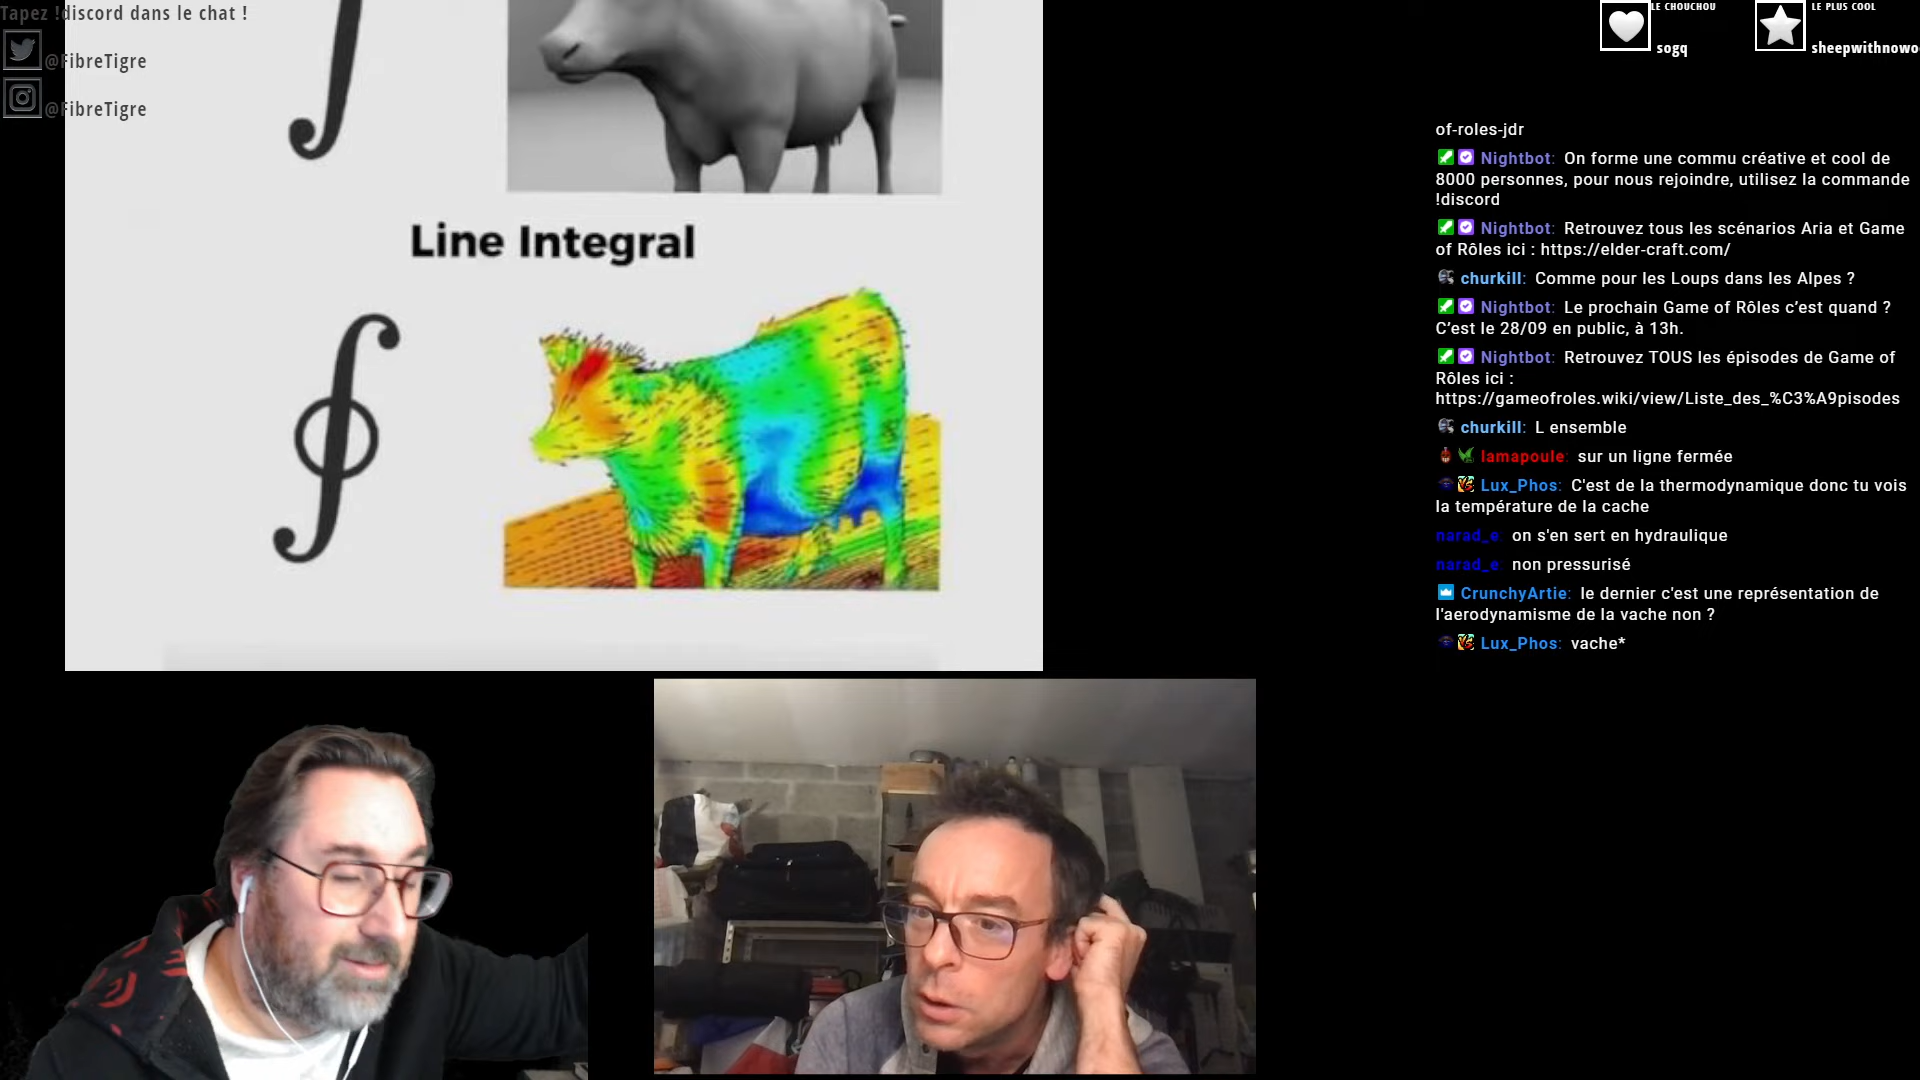 Tapez !discord dans le chat !
@FibreTigre
@FibreTigre
Line Integral
LE CHOUCHOU
sogq
LE PLUS COOL
sheepwithnowo
of-roles-jdr
Nightbot: On forme une commu créative et cool de
8000 personnes, pour nous rejoindre, utilisez la commande
!discord
Nightbot: Retrouvez tous les scénarios Aria et Game
of Rôles ici : https://elder-craft.com/
churkill: Comme pour les Loups dans les Alpes ?
Nightbot: Le prochain Game of Rôles c’est quand ?
C’est le 28/09 en public, à 13h.
Nightbot: Retrouvez TOUS les épisodes de Game of
Rôles ici :
https://gameofroles.wiki/view/Liste_des_%C3%A9pisodes
churkill: L ensemble
lamapoule: sur un ligne fermée
Lux_Phos: C'est de la thermodynamique donc tu vois
la température de la cache
narad_e: on s'en sert en hydraulique
narad_e: non pressurisé
CrunchyArtie: le dernier c'est une représentation de
l'aerodynamisme de la vache non ?
Lux_Phos: vache*